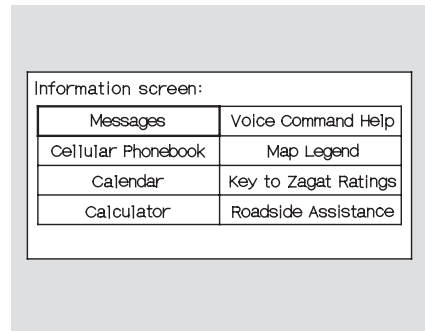 Information screen:
Messages Voice Command Help
Cellular Phonebook Map Legend
Calendar Key to Zagat Ratings
Calculator Roadside Assistance